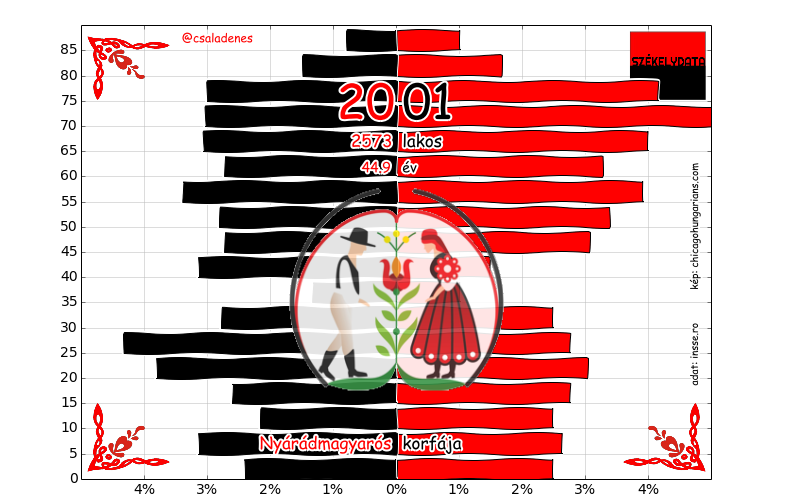 @csaladenes
SZÉKELYDATA
2001
2573 lakos
44.9 év
kép: chicagohungarians.com
adat: insse.ro
Nyárádmagyarós korfája
85
80
75
70
65
60
55
50
45
40
35
30
25
20
15
10
5
0
4% 3% 2% 1% 0% 1% 2% 3% 4%